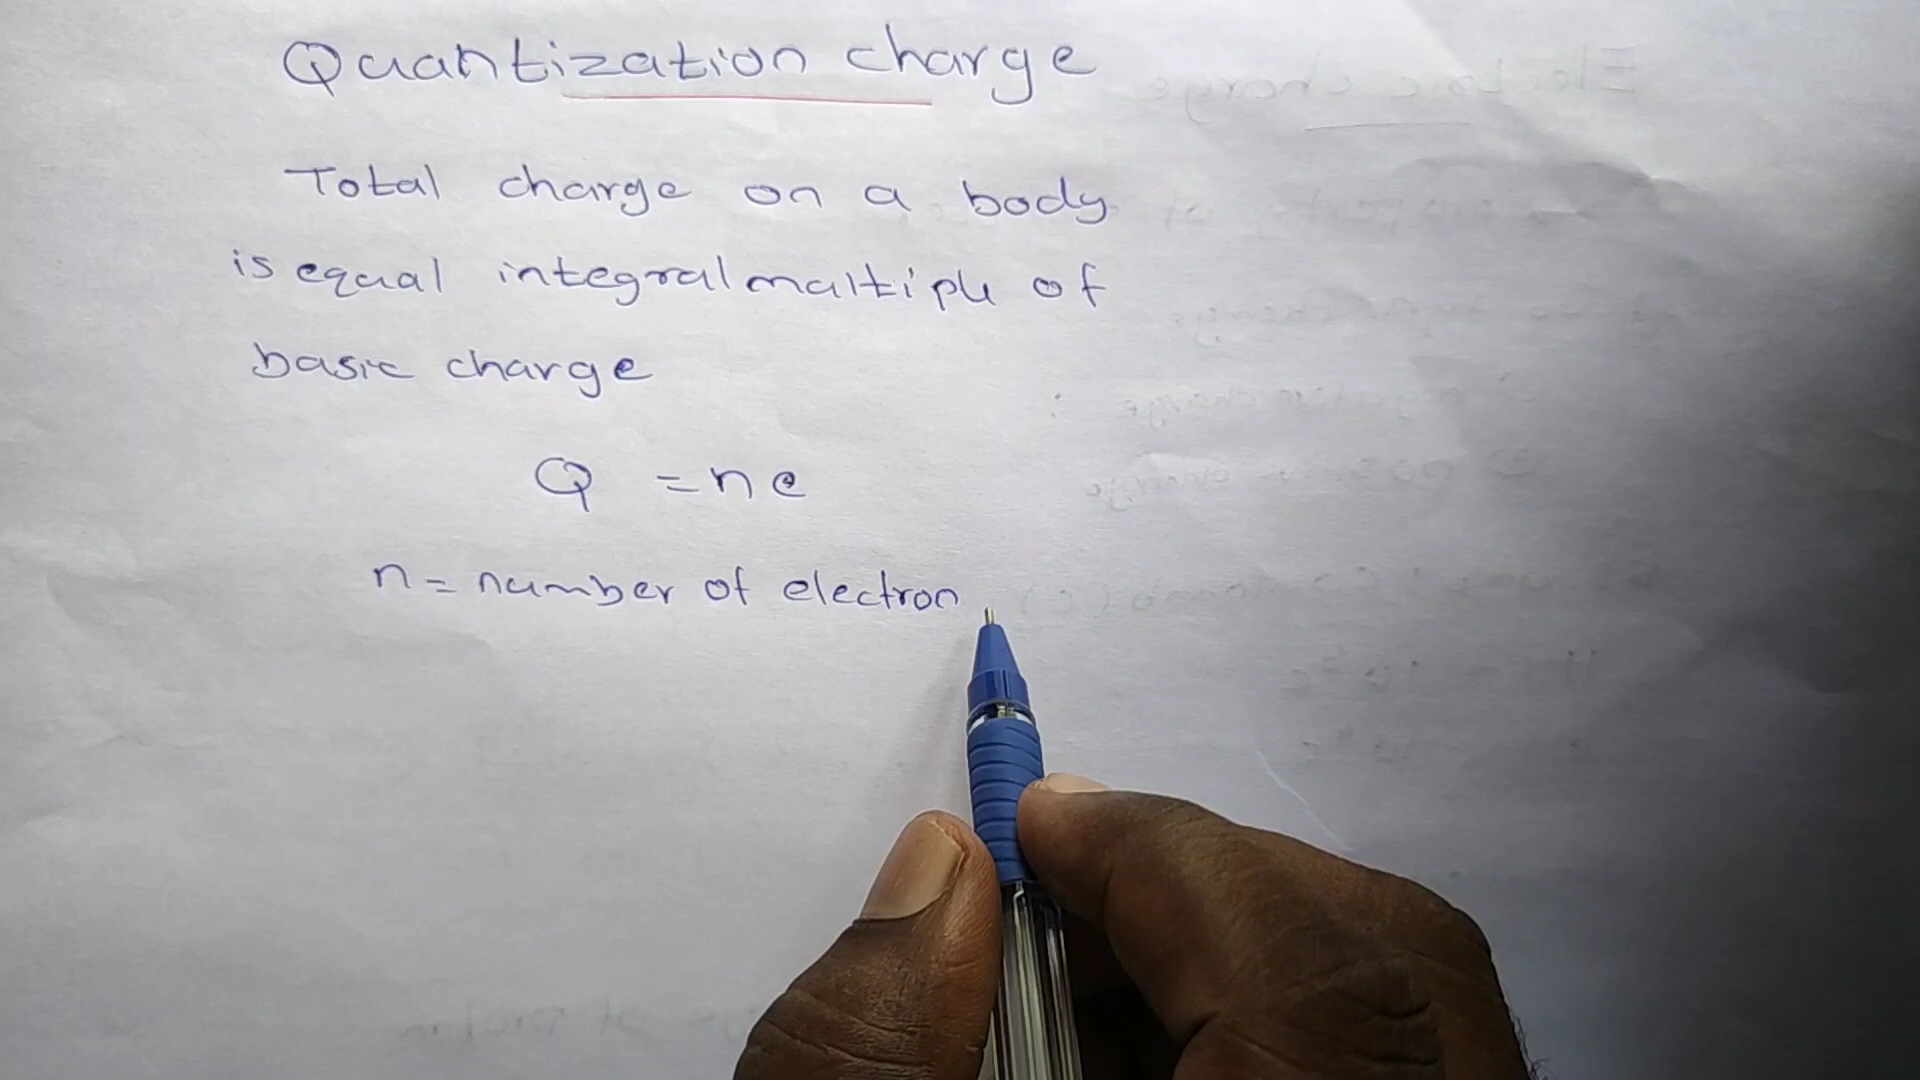 Quantization charge
Total charge on a body
is equal integral multiple of
basic charge
Q = ne
n = number of electron